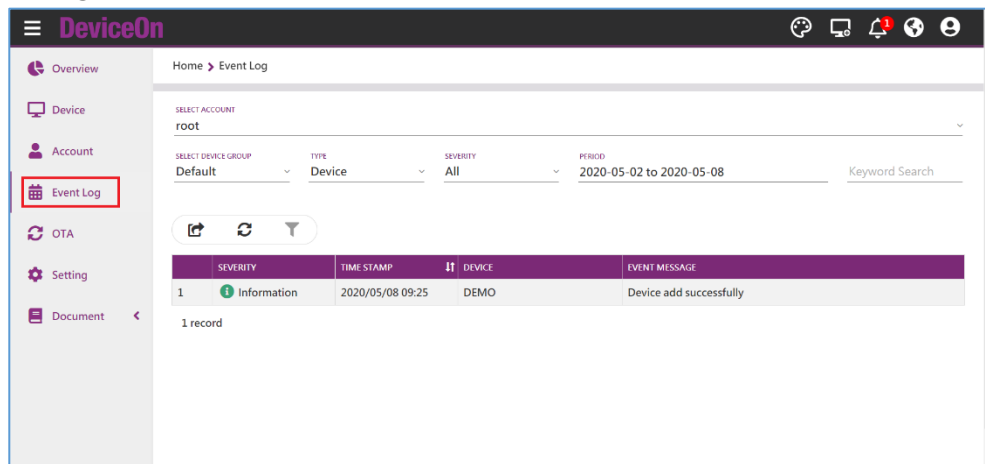 DeviceOn
1
Overview
Device
Account
Event Log
OTA
Setting
Document
Home > Event Log
SELECT ACCOUNT
root
SELECT DEVICE GROUP TYPE SEVERITY PERIOD
Default Device All 2020-05-02 to 2020-05-08 Keyword Search
SEVERITY TIME STAMP DEVICE EVENT MESSAGE
1 Information 2020/05/08 09:25 DEMO Device add successfully
1 record